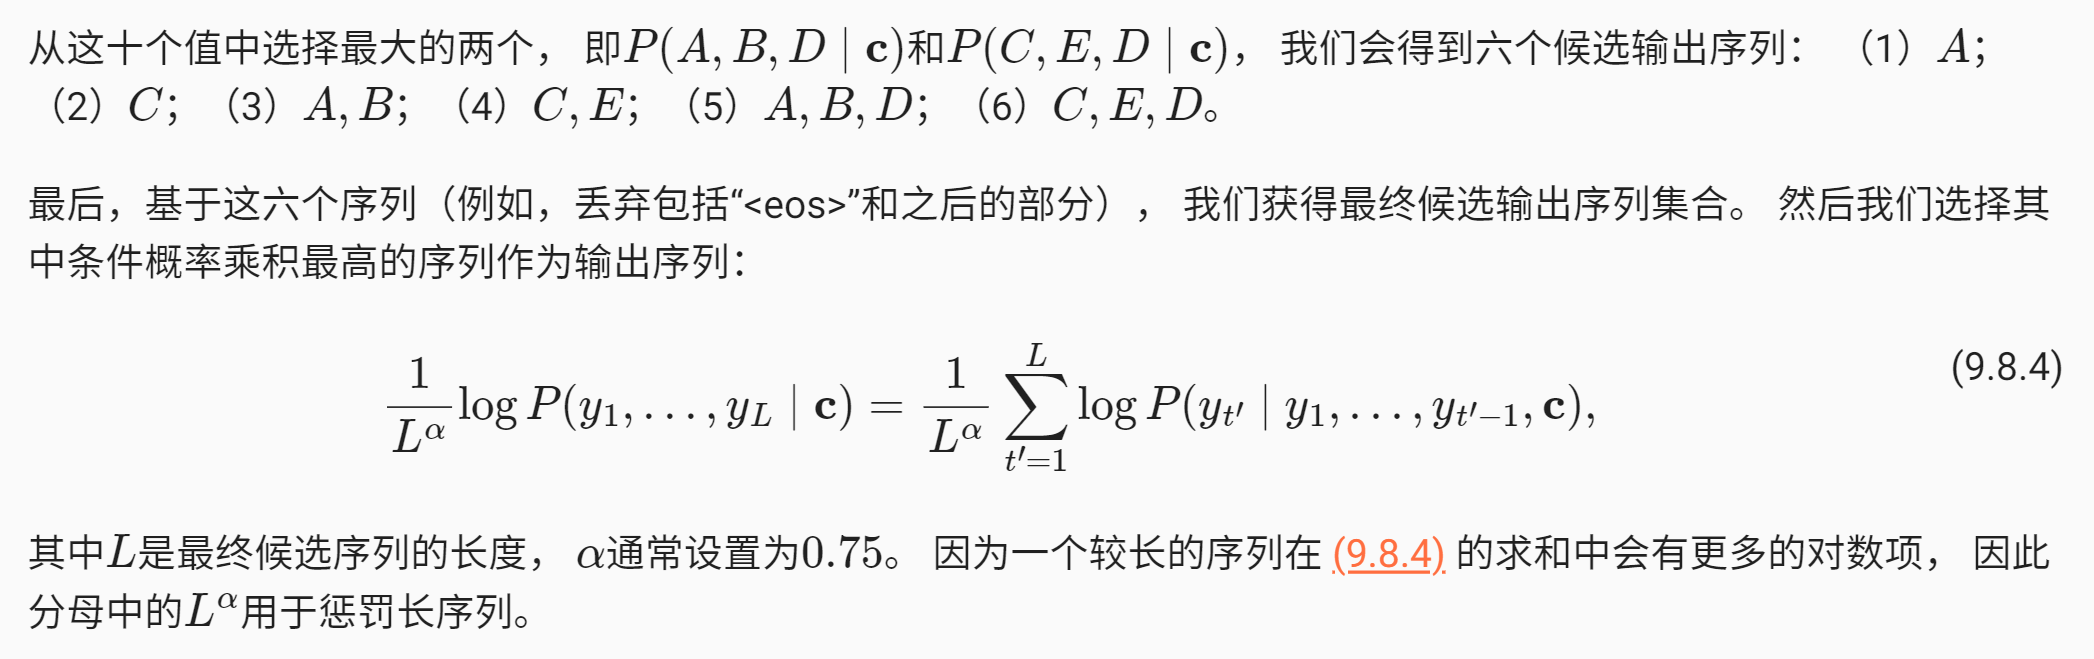 从这十个值中选择最大的两个， 即P(A, B, D ∣ c)和P(C, E, D ∣ c)， 我们会得到六个候选输出序列： （1）A；
（2）C；（3）A, B；（4）C, E；（5）A, B, D；（6）C, E, D。
最后，基于这六个序列（例如，丢弃包括“<eos>”和之后的部分）， 我们获得最终候选输出序列集合。 然后我们选择其
中条件概率乘积最高的序列作为输出序列：
\frac{1}{L^\alpha} \log P(y_1, \ldots, y_L \mid \mathbf{c}) = \frac{1}{L^\alpha} \sum_{t'=1}^L \log P(y_{t'} \mid y_1, \ldots, y_{t'-1}, \mathbf{c}), (9.8.4)
其中L是最终候选序列的长度， α通常设置为0.75。 因为一个较长的序列在 (9.8.4) 的求和中会有更多的对数项， 因此
分母中的L^α用于惩罚长序列。